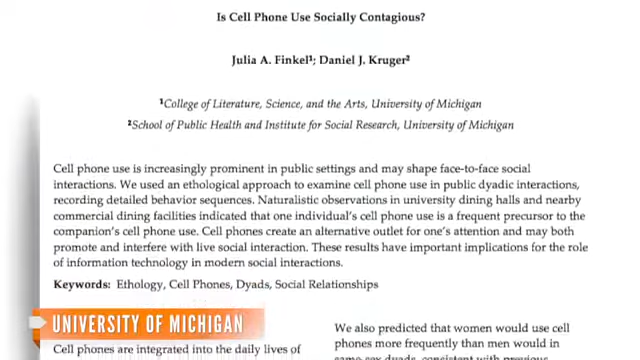 Is Cell Phone Use Socially Contagious?
Julia A. Finkel¹; Daniel J. Kruger²
¹College of Literature, Science, and the Arts, University of Michigan
²School of Public Health and Institute for Social Research, University of Michigan
Cell phone use is increasingly prominent in public settings and may shape face-to-face social
interactions. We used an ethological approach to examine cell phone use in public dyadic interactions,
recording detailed behavior sequences. Naturalistic observations in university dining halls and nearby
commercial dining facilities indicated that one individual's cell phone use is a frequent precursor to the
companion's cell phone use. Cell phones create an alternative outlet for one's attention and may both
promote and interfere with live social interaction. These results have important implications for the role
of information technology in modern social interactions.
Keywords: Ethology, Cell Phones, Dyads, Social Relationships
UNIVERSITY OF MICHIGAN
Cell phones are integrated into the daily lives of
We also predicted that women would use cell
phones more frequently than men would in
same sex dyads, consistent with previous